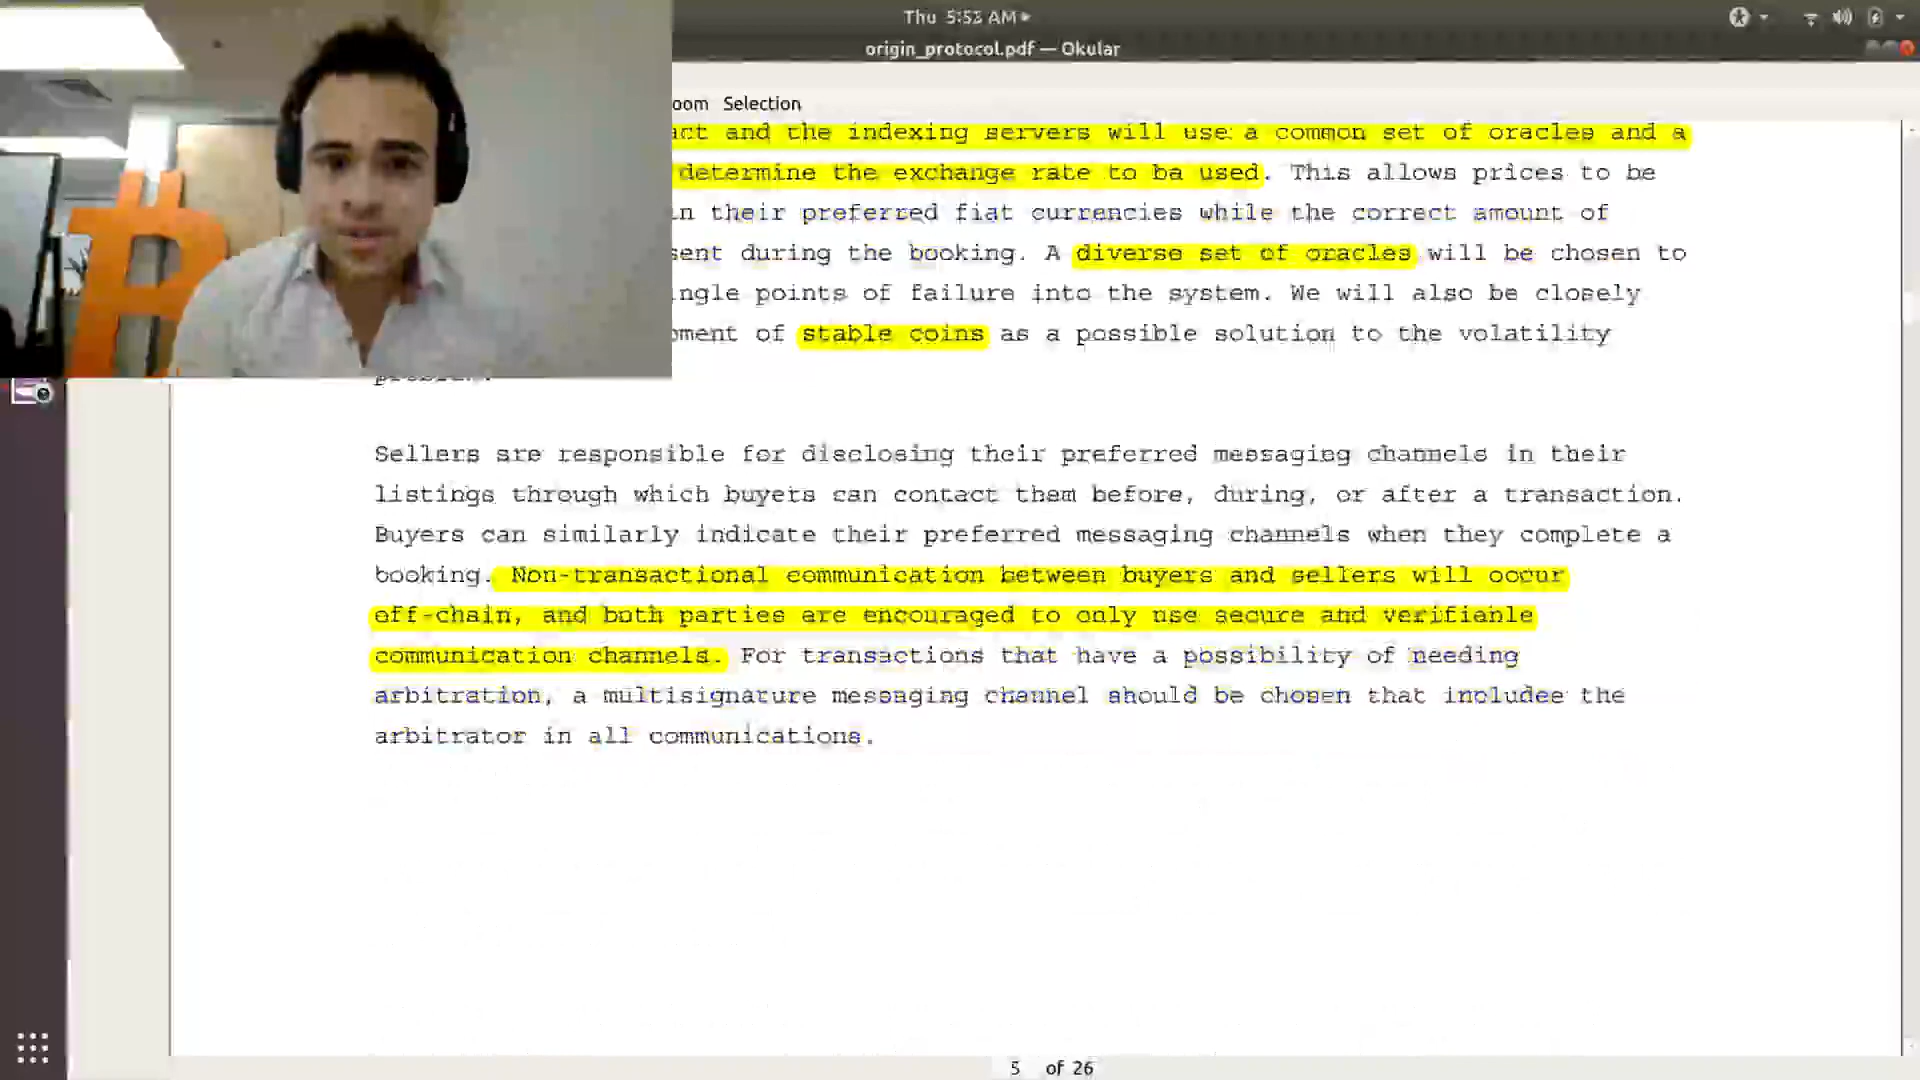 Thu 5:53 AM
origin_protocol.pdf — Okular
oom Selection
act and the indexing servers will use a common set of oracles and a
determine the exchange rate to be used. This allows prices to be
in their preferred fiat currencies while the correct amount of
sent during the booking. A diverse set of oracles will be chosen to
ingle points of failure into the system. We will also be closely
pment of stable coins as a possible solution to the volatility
Sellers are responsible for disclosing their preferred messaging channels in their
listings through which buyers can contact them before, during, or after a transaction.
Buyers can similarly indicate their preferred messaging channels when they complete a
booking. Non-transactional communication between buyers and sellers will occur
off-chain, and both parties are encouraged to only use secure and verifiable
communication channels. For transactions that have a possibility of needing
arbitration, a multisignature messaging channel should be chosen that includes the
arbitrator in all communications.
5 of 26